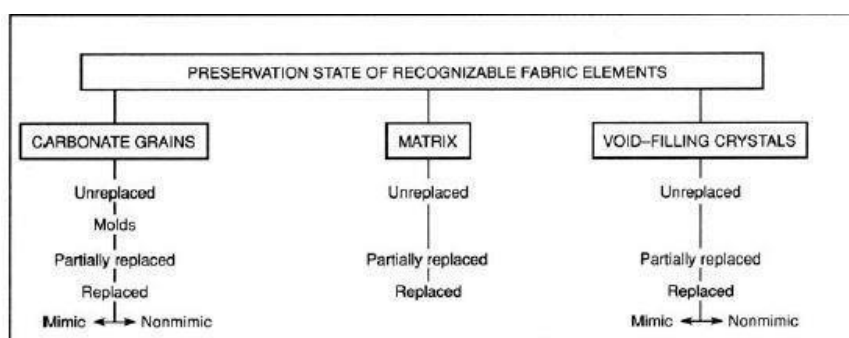 PRESERVATION STATE OF RECOGNIZABLE FABRIC ELEMENTS
CARBONATE GRAINS
MATRIX
VOID–FILLING CRYSTALS
Unreplaced
Unreplaced
Unreplaced
Molds
Partially replaced
Partially replaced
Partially replaced
Replaced
Replaced
Replaced
Mimic
Nonmimic
Mimic
Nonmimic